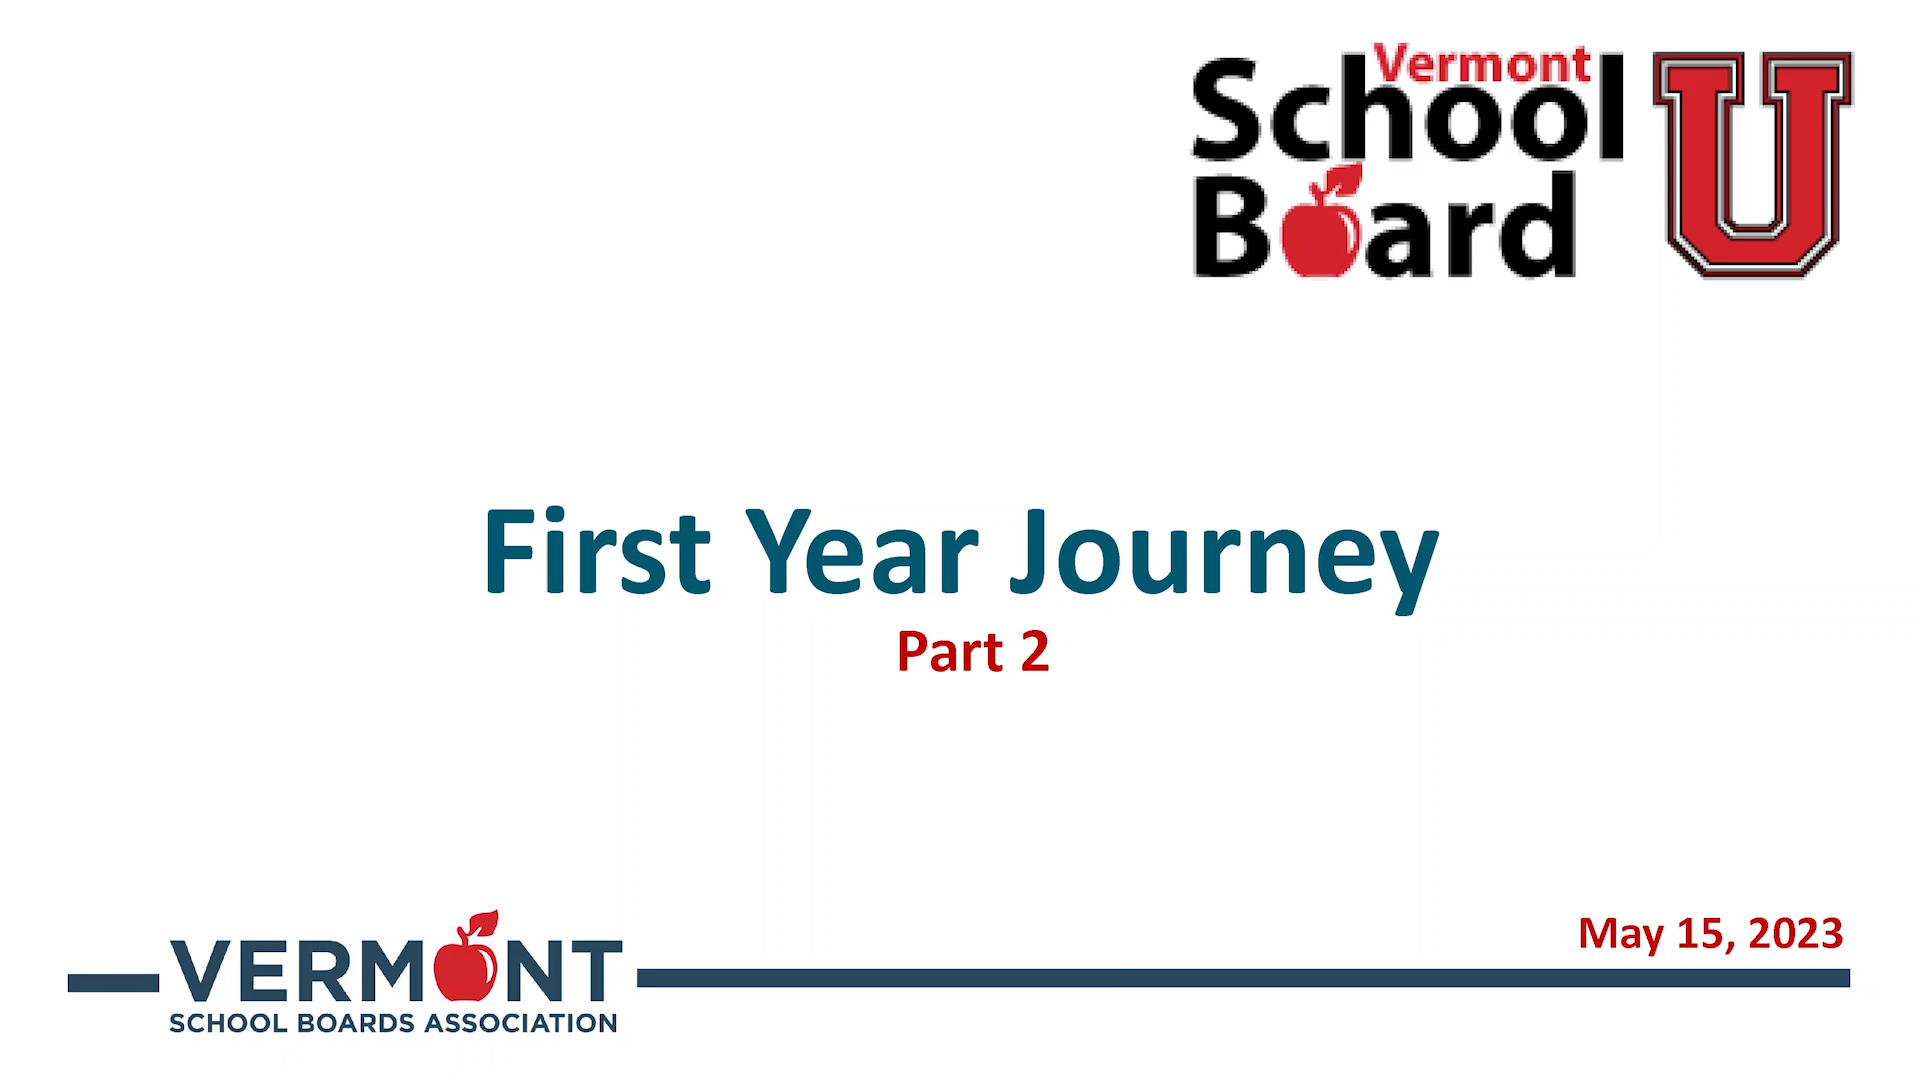 Vermont
School U
Board
First Year Journey
Part 2
May 15, 2023
VERMONT
SCHOOL BOARDS ASSOCIATION